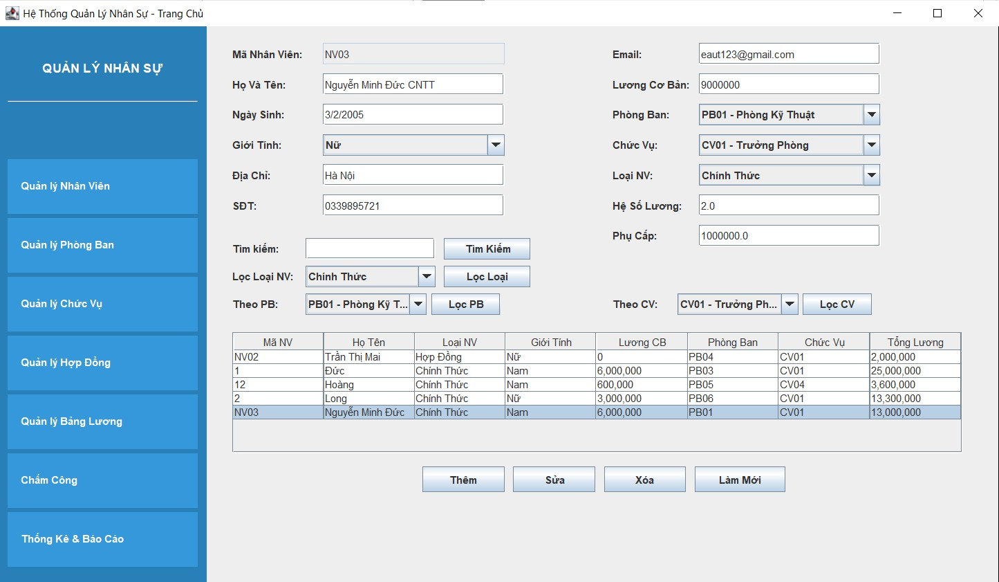 Hệ Thống Quản Lý Nhân Sự - Trang Chủ
QUẢN LÝ NHÂN SỰ
Quản lý Nhân Viên
Quản lý Phòng Ban
Quản lý Chức Vụ
Quản lý Hợp Đồng
Quản lý Bảng Lương
Chấm Công
Thống Kê & Báo Cáo
Mã Nhân Viên: NV03
Họ Và Tên: Nguyễn Minh Đức CNTT
Ngày Sinh: 3/2/2005
Giới Tính: Nữ
Địa Chỉ: Hà Nội
SĐT: 0339895721
Email: eaut123@gmail.com
Lương Cơ Bản: 9000000
Phòng Ban: PB01 - Phòng Kỹ Thuật
Chức Vụ: CV01 - Trưởng Phòng
Loại NV: Chính Thức
Hệ Số Lương: 2.0
Phụ Cấp: 1000000.0
Tìm kiếm: Tìm Kiếm
Lọc Loại NV: Chính Thức Lọc Loại
Theo PB: PB01 - Phòng Kỹ T... Lọc PB
Theo CV: CV01 - Trưởng Ph... Lọc CV
Mã NV Họ Tên Loại NV Giới Tính Lương CB Phòng Ban Chức Vụ Tổng Lương
NV02 Trần Thị Mai Hợp Đồng Nữ 0 PB04 CV01 2,000,000
1 Đức Chính Thức Nam 6,000,000 PB03 CV01 25,000,000
12 Hoàng Chính Thức Nam 600,000 PB05 CV04 3,600,000
2 Long Chính Thức Nữ 3,000,000 PB06 CV01 13,300,000
NV03 Nguyễn Minh Đức Chính Thức Nam 6,000,000 PB01 CV01 13,000,000
Thêm Sửa Xóa Làm Mới